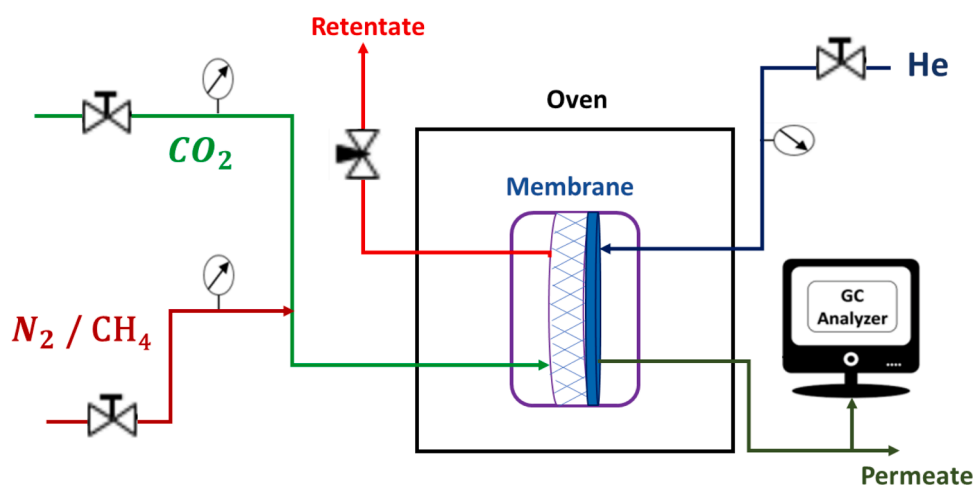 Retentate
He
Oven
CO₂
Membrane
N₂ / CH₄
GC
Analyzer
Permeate